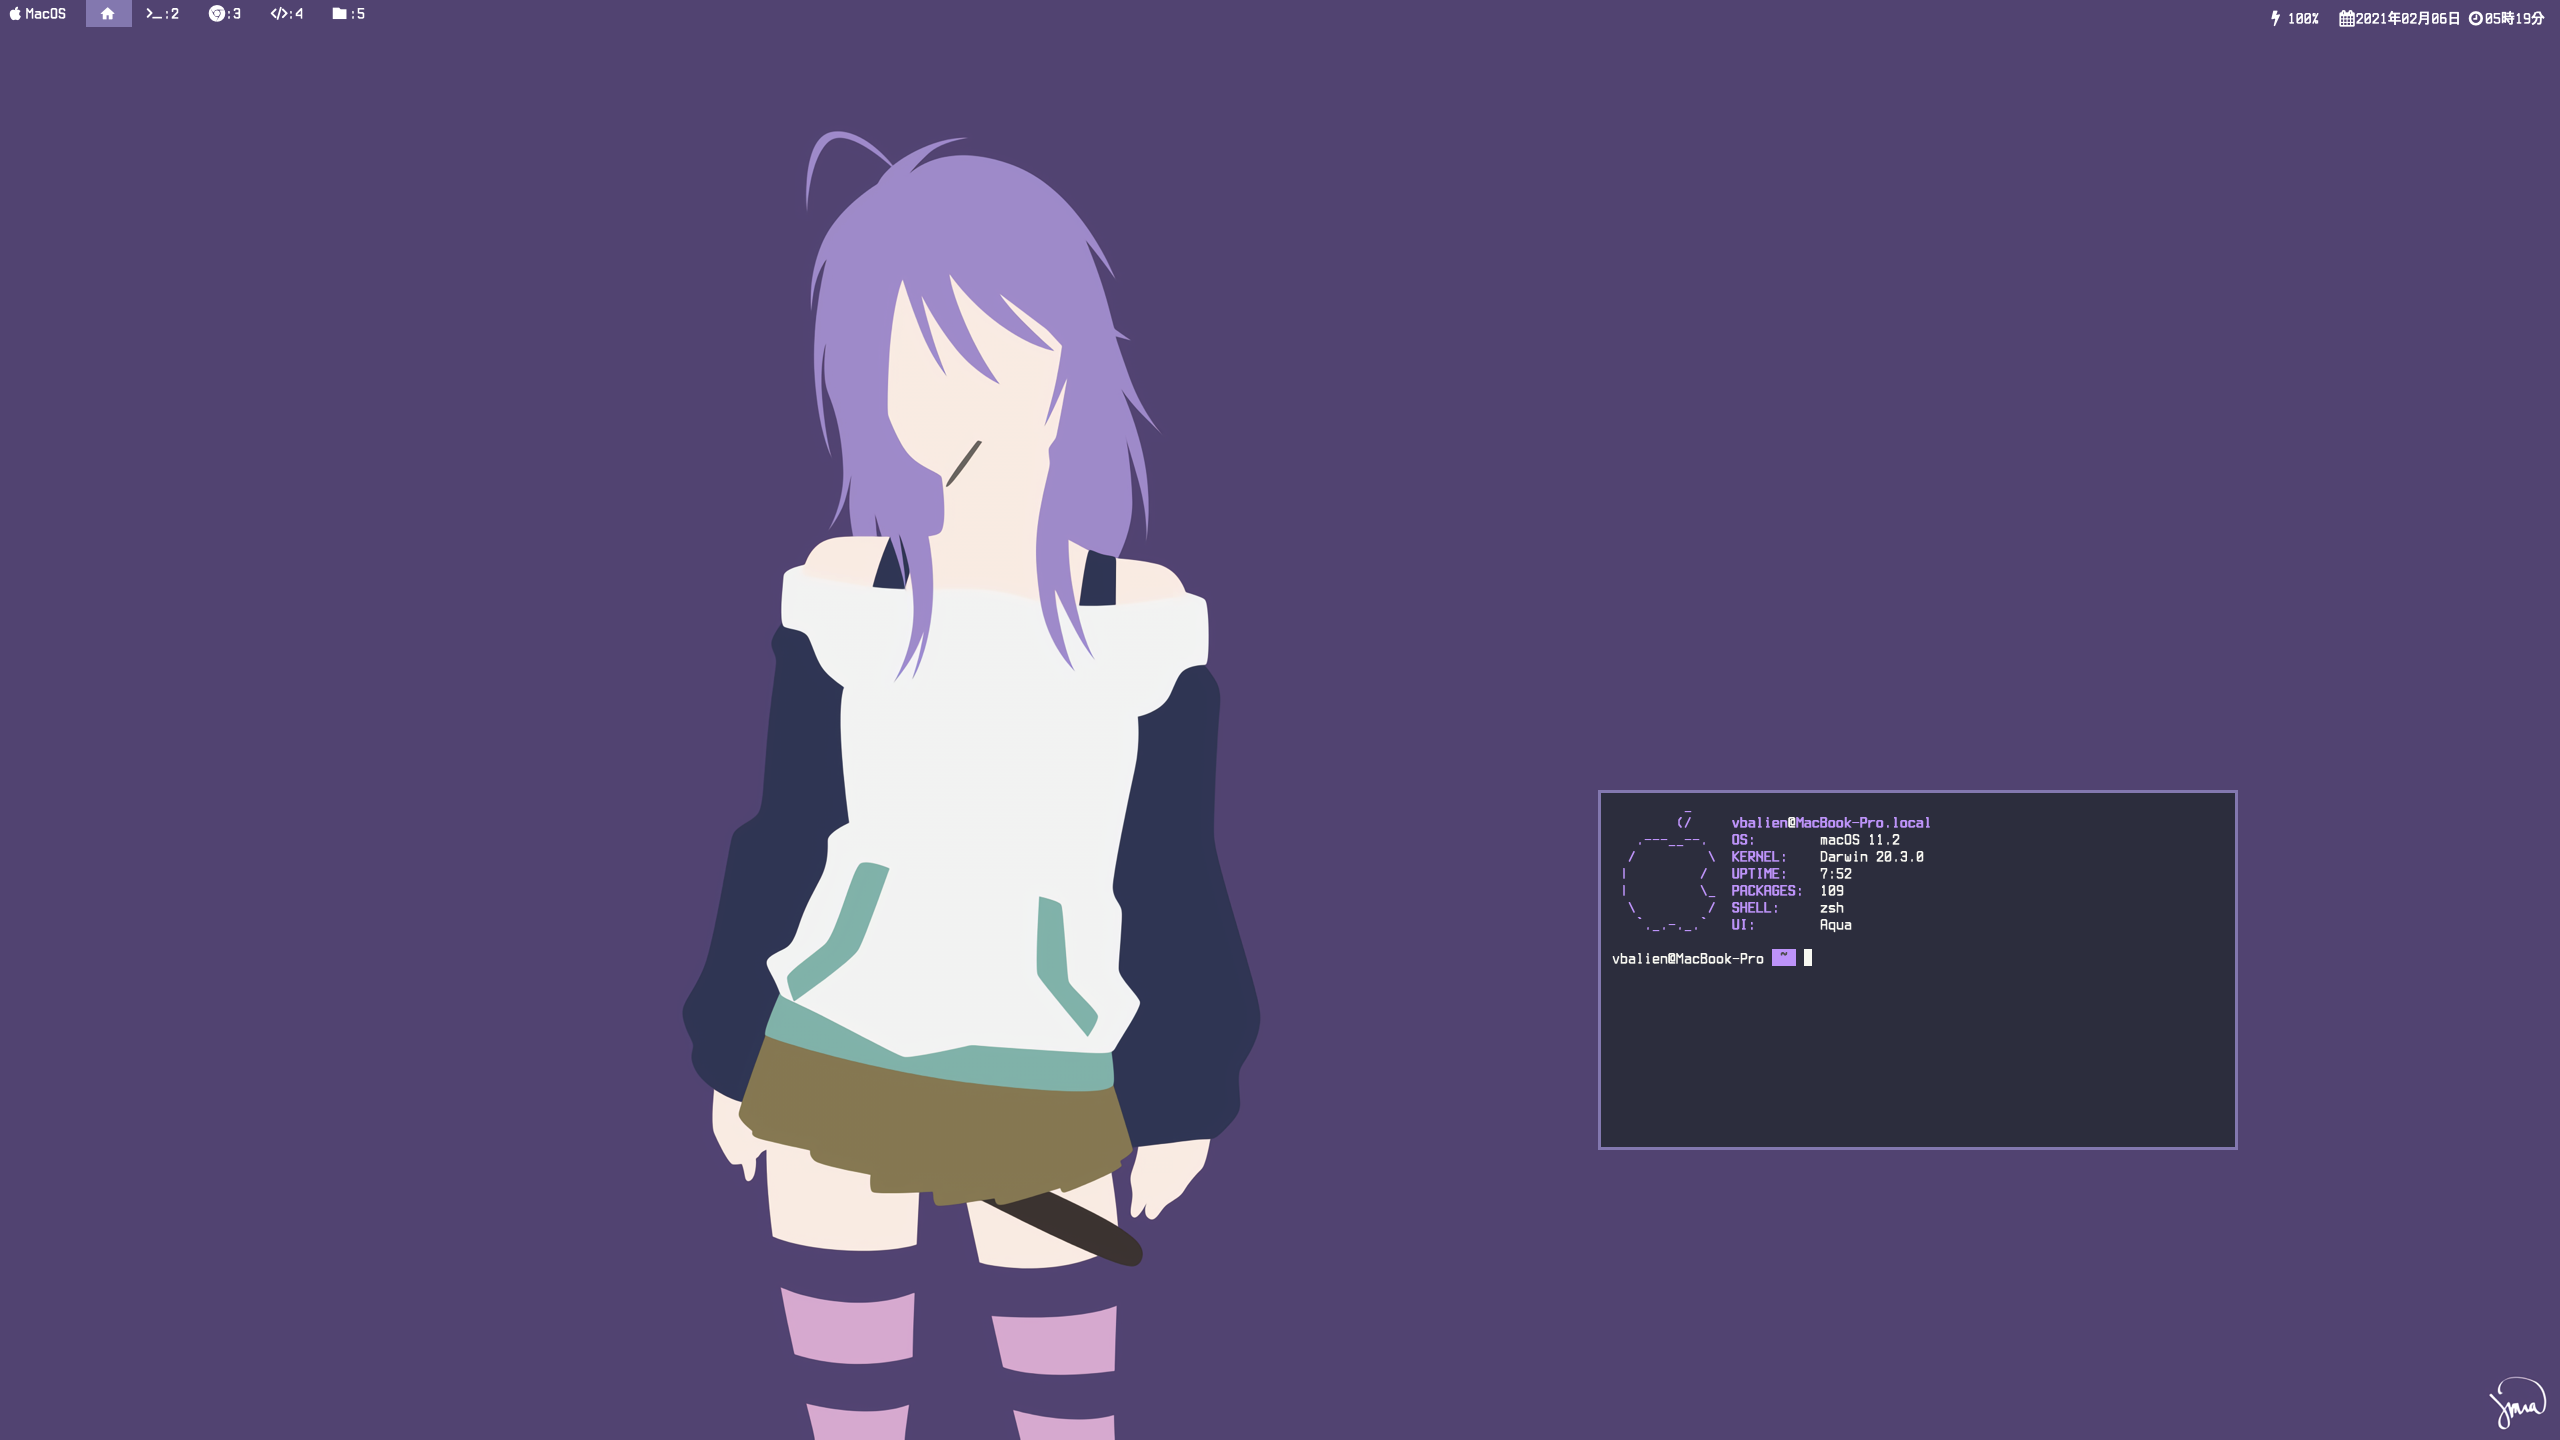 MacOS >_:2 :3 </>:4 :5
100% 2021年02月06日 05時19分
vbalien@MacBook-Pro.local
OS: macOS 11.2
KERNEL: Darwin 20.3.0
UPTIME: 7:52
PACKAGES: 109
SHELL: zsh
UI: Aqua
vbalien@MacBook-Pro ~